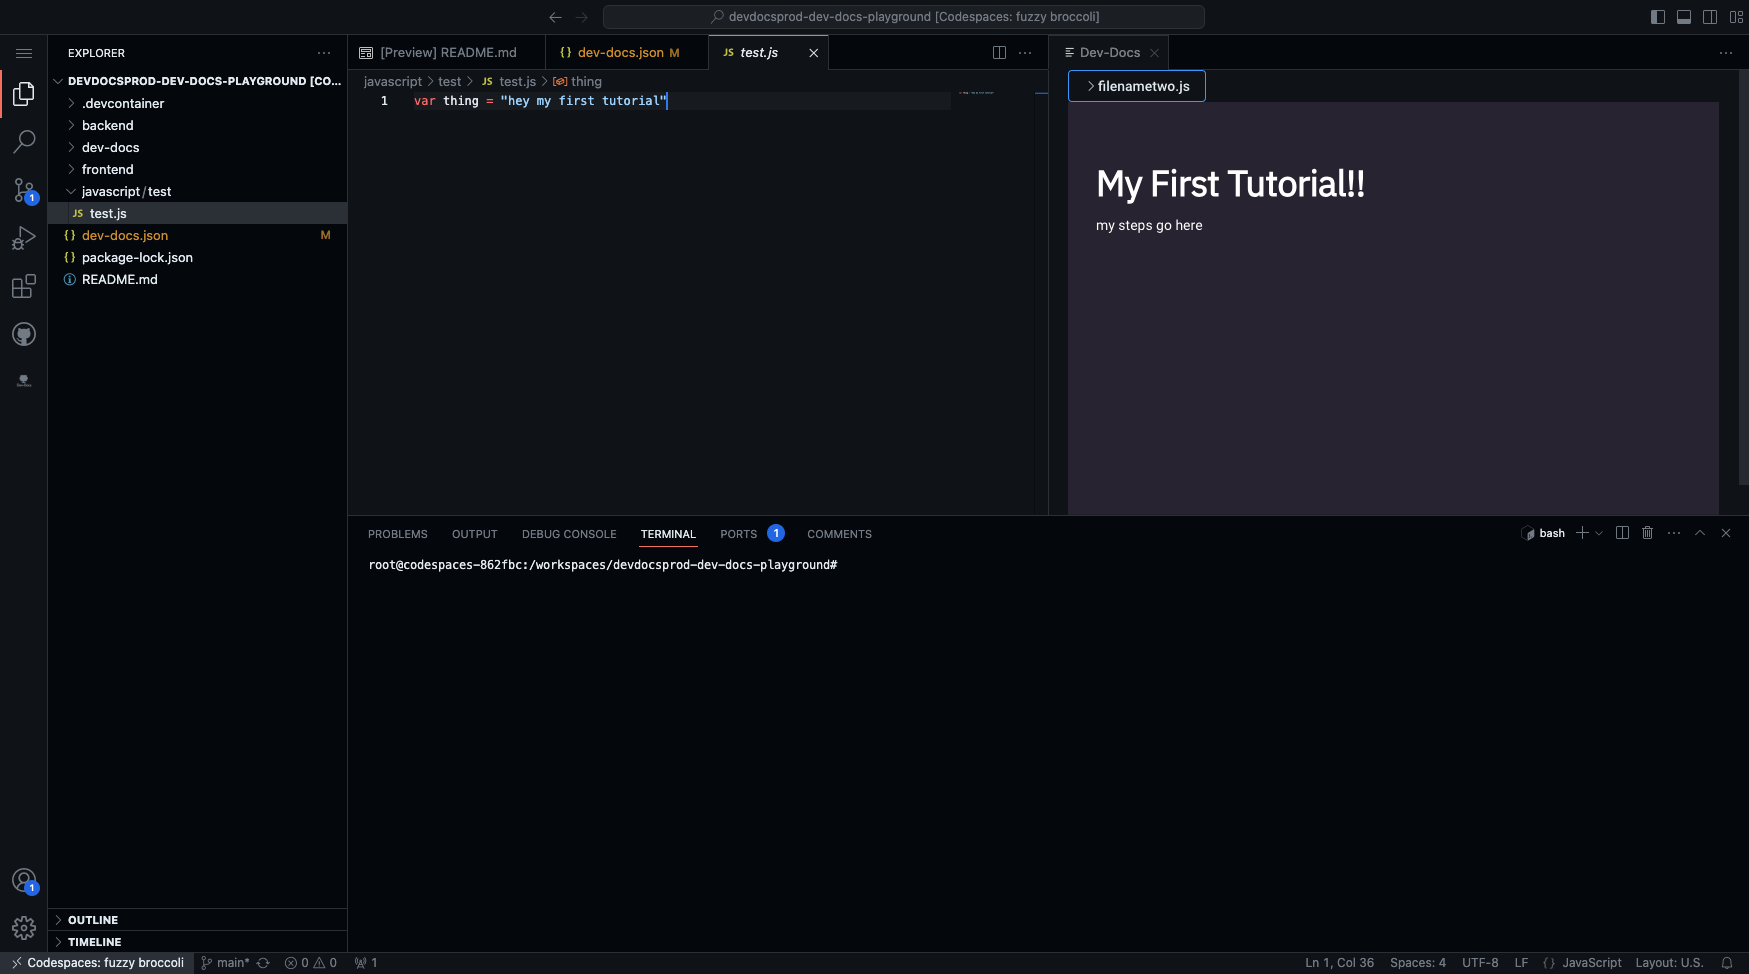 devdocsprod-dev-docs-playground [Codespaces: fuzzy broccoli]
EXPLORER
DEVDOCSPROD-DEV-DOCS-PLAYGROUND [CO...
.devcontainer
backend
dev-docs
frontend
javascript/test
JS test.js
{} dev-docs.json M
{} package-lock.json
README.md
OUTLINE
TIMELINE
[Preview] README.md
{} dev-docs.json M
JS test.js
javascript > test > JS test.js > thing
1 var thing = "hey my first tutorial"
Dev-Docs
filenametwo.js
My First Tutorial!!
my steps go here
PROBLEMS OUTPUT DEBUG CONSOLE TERMINAL PORTS 1 COMMENTS
bash
root@codespaces-862fbc:/workspaces/devdocsprod-dev-docs-playground#
1
1
Codespaces: fuzzy broccoli main* 0 0 1
Ln 1, Col 36 Spaces: 4 UTF-8 LF {} JavaScript Layout: U.S.